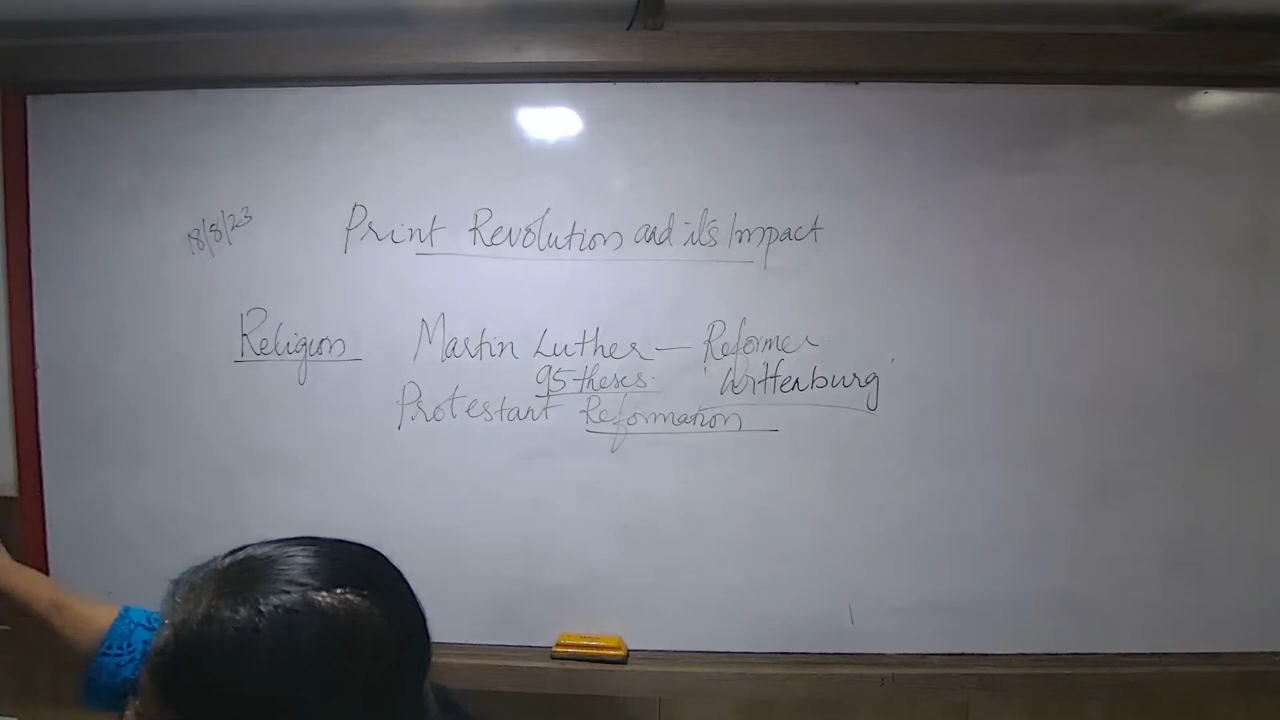 18/8/23
Print Revolution and it's Impact
Religion Martin Luther — Reformer
95 theses. 'Wittenburg'
Protestant Reformation